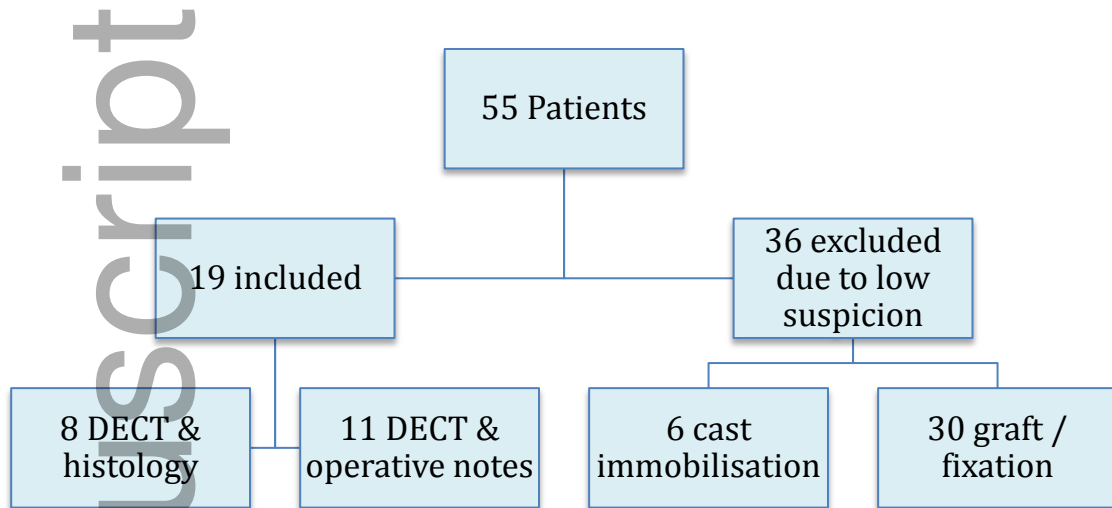 55 Patients
19 included
36 excluded
due to low
suspicion
8 DECT &
histology
11 DECT &
operative notes
6 cast
immobilisation
30 graft /
fixation
uscript